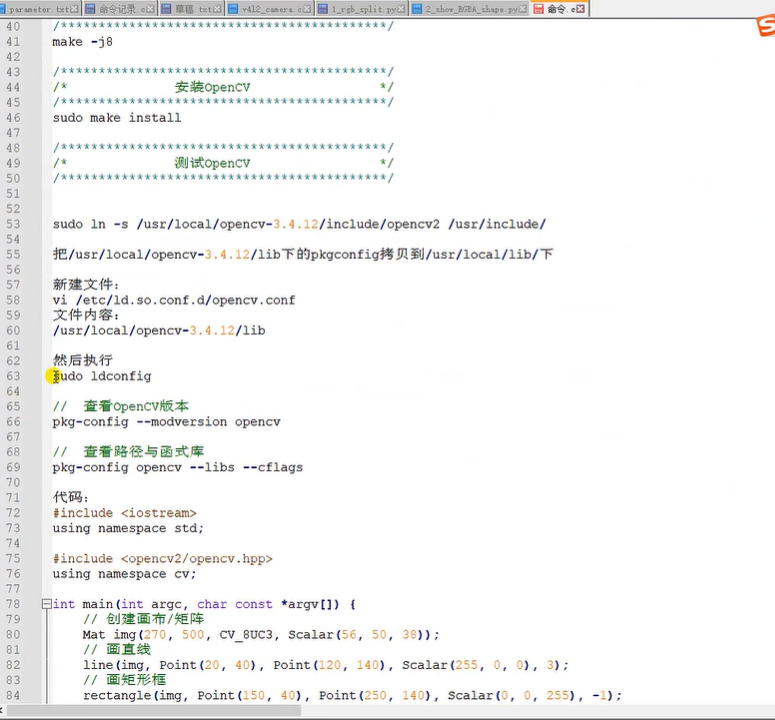 parameter.txt 命令记录.c 草稿.txt v4l2_camera.c 1_rgb_split.py 2_show_RGBA_shape.py 命令.c
40 /********************************************/
41 make -j8
42
43 /********************************************/
44 /* 安装OpenCV */
45 /********************************************/
46 sudo make install
47
48 /********************************************/
49 /* 测试OpenCV */
50 /********************************************/
51
52
53 sudo ln -s /usr/local/opencv-3.4.12/include/opencv2 /usr/include/
54
55 把/usr/local/opencv-3.4.12/lib下的pkgconfig拷贝到/usr/local/lib/下
56
57 新建文件:
58 vi /etc/ld.so.conf.d/opencv.conf
59 文件内容:
60 /usr/local/opencv-3.4.12/lib
61
62 然后执行
63 sudo ldconfig
64
65 // 查看OpenCV版本
66 pkg-config --modversion opencv
67
68 // 查看路径与函式库
69 pkg-config opencv --libs --cflags
70
71 代码:
72 #include <iostream>
73 using namespace std;
74
75 #include <opencv2/opencv.hpp>
76 using namespace cv;
77
78 int main(int argc, char const *argv[]) {
79 // 创建画布/矩阵
80 Mat img(270, 500, CV_8UC3, Scalar(56, 50, 38));
81 // 画直线
82 line(img, Point(20, 40), Point(120, 140), Scalar(255, 0, 0), 3);
83 // 画矩形框
84 rectangle(img, Point(150, 40), Point(250, 140), Scalar(0, 0, 255), -1);